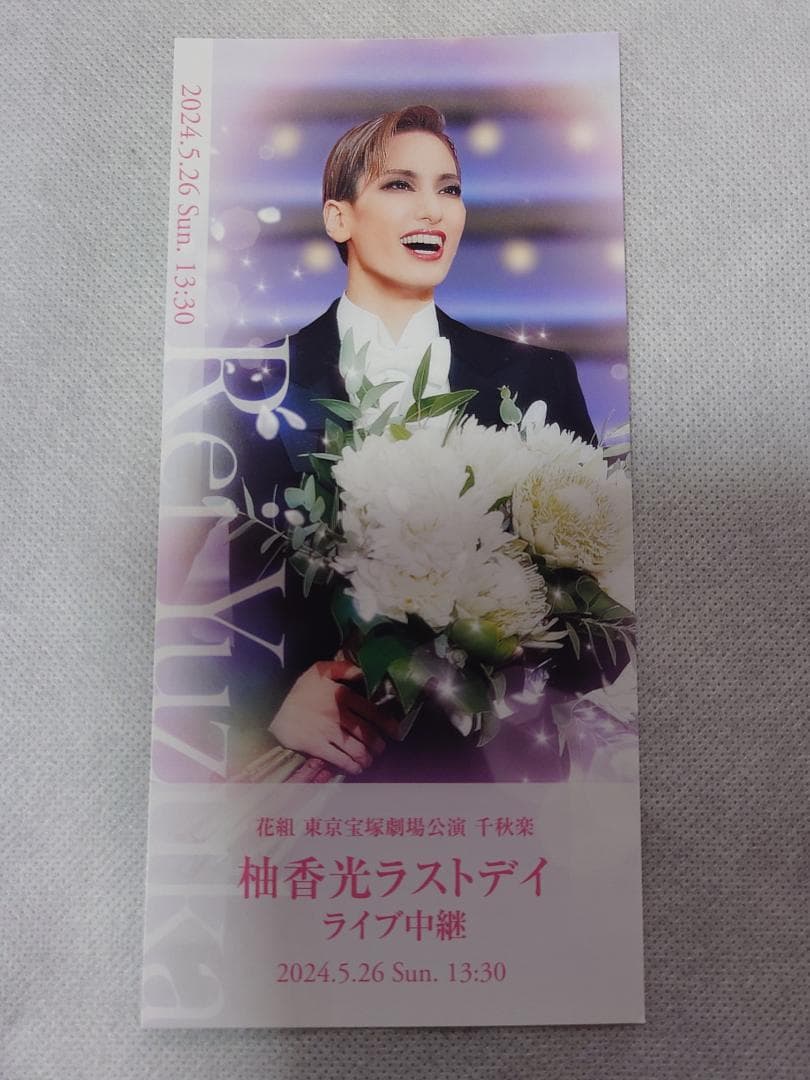 2024.5.26 Sun. 13:30
Rei Yuzuka
花組 東京宝塚劇場公演 千秋楽
柚香光ラストデイ
ライブ中継
2024.5.26 Sun. 13:30